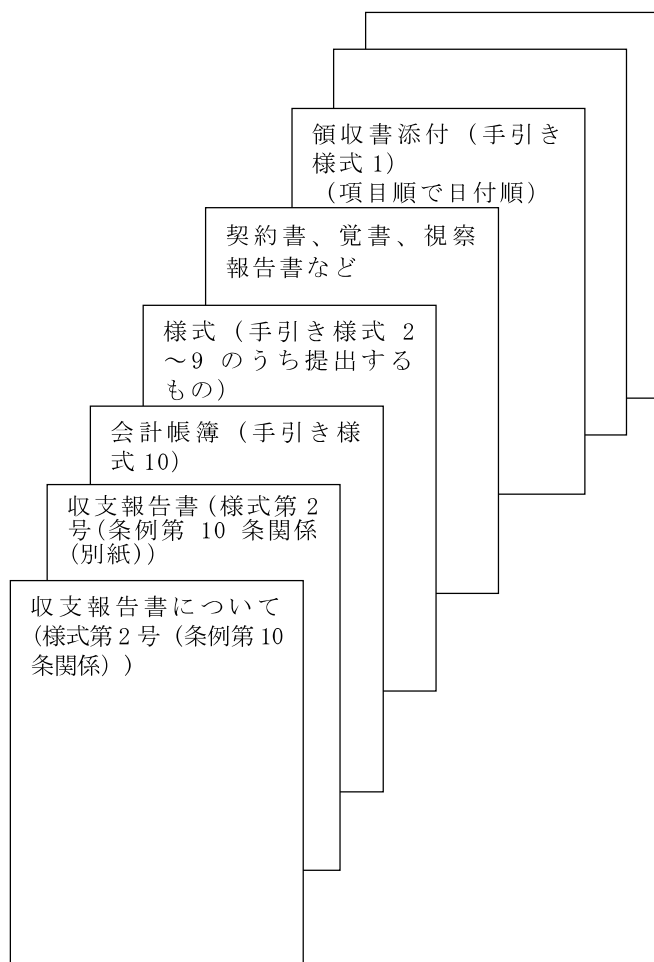 領収書添付（手引き
様式1）
（項目順で日付順）
契約書、覚書、視察
報告書など
様式（手引き様式 2
～9 のうち提出する
もの）
会計帳簿（手引き様
式10）
収支報告書(様式第2
号(条例第 10 条関係
(別紙))
収支報告書について
(様式第2号（条例第10
条関係）)